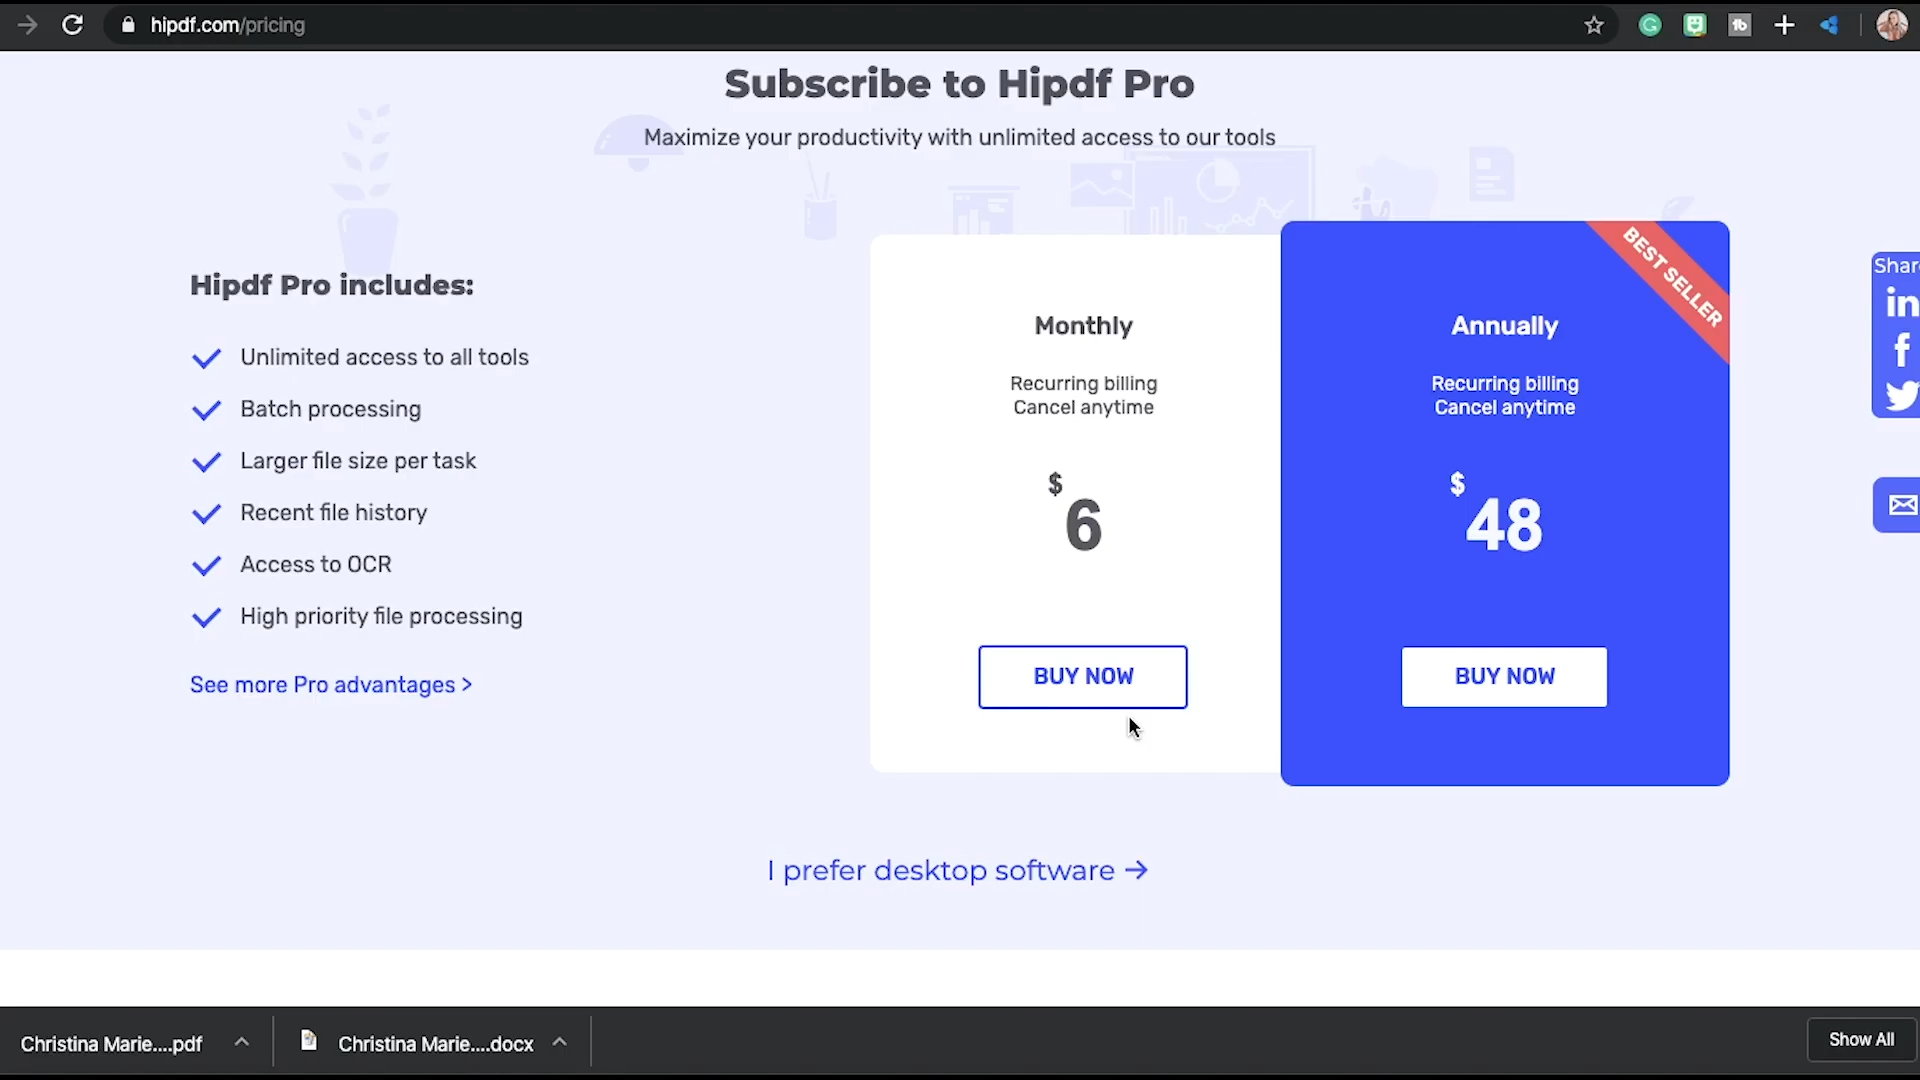 hipdf.com/pricing
Subscribe to Hipdf Pro
Maximize your productivity with unlimited access to our tools
Hipdf Pro includes:
Unlimited access to all tools
Batch processing
Larger file size per task
Recent file history
Access to OCR
High priority file processing
See more Pro advantages >
Monthly
Recurring billing
Cancel anytime
$
6
BUY NOW
BEST SELLER
Annually
Recurring billing
Cancel anytime
$
48
BUY NOW
Shar
in
f
I prefer desktop software →
Christina Marie....pdf
Christina Marie....docx
Show All